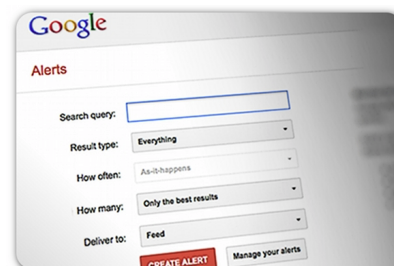 Google
Alerts
Search query:
Result type: Everything
How often: As-it-happens
How many: Only the best results
Deliver to: Feed
CREATE ALERT Manage your alerts